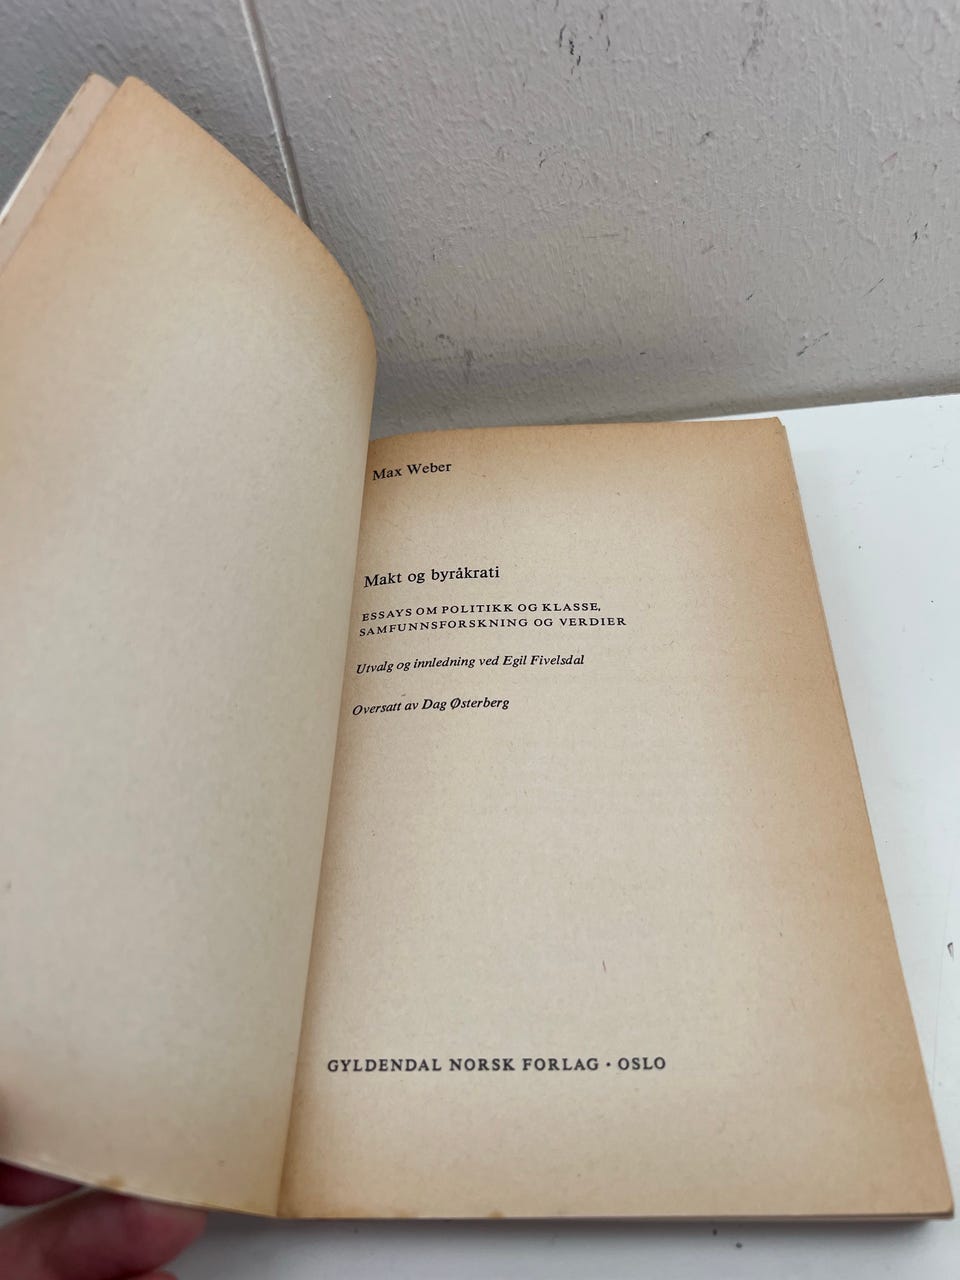 Max Weber
Makt og byråkrati
ESSAYS OM POLITIKK OG KLASSE,
SAMFUNNSFORSKNING OG VERDIER
Utvalg og innledning ved Egil Fivelsdal
Oversatt av Dag Østerberg
GYLDENDAL NORSK FORLAG · OSLO